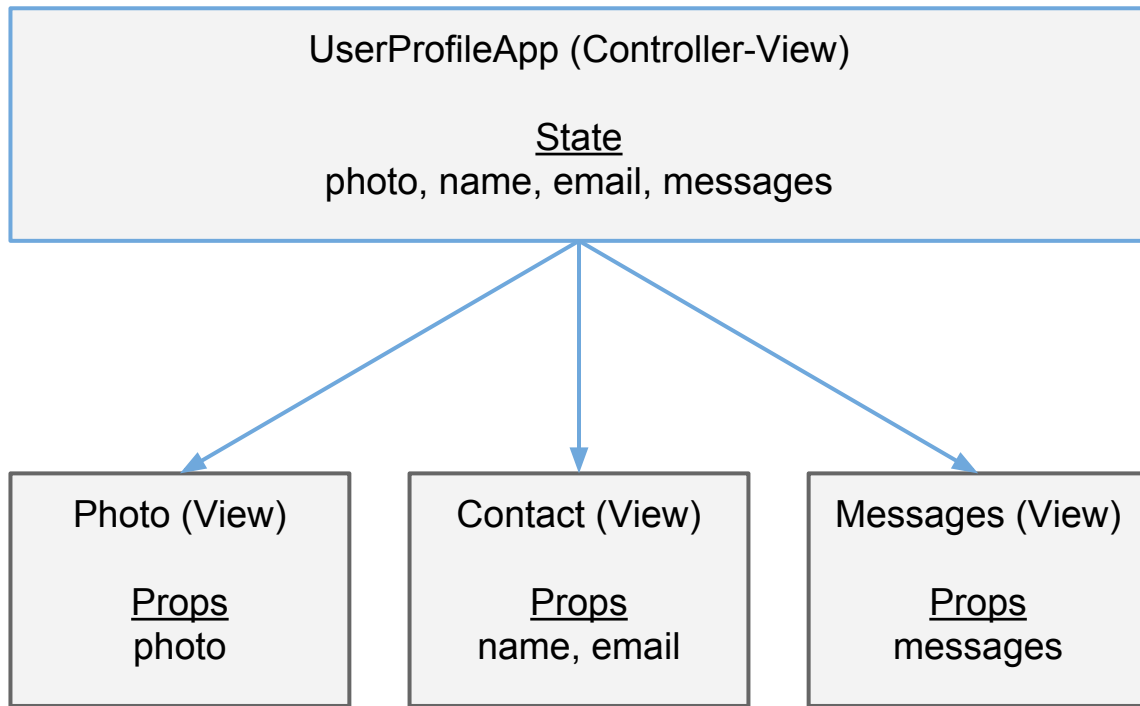 UserProfileApp (Controller-View)
State
photo, name, email, messages
Photo (View)
Props
photo
Contact (View)
Props
name, email
Messages (View)
Props
messages